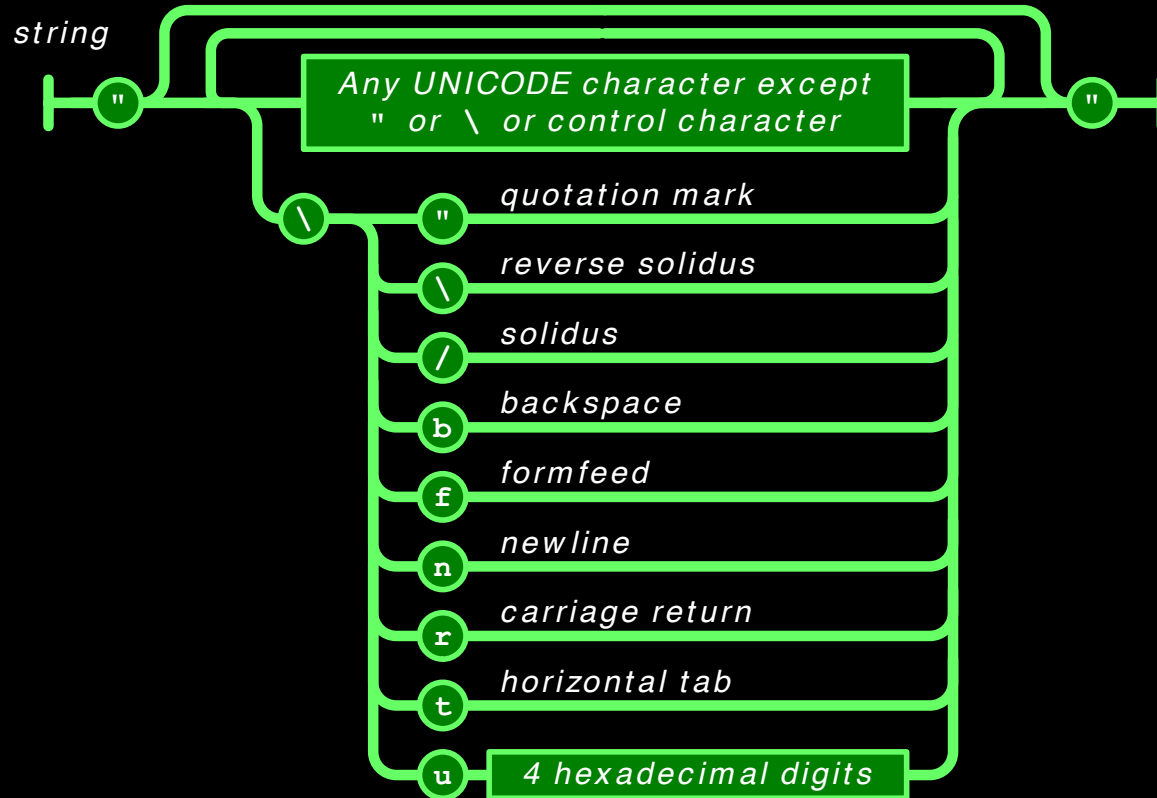 string
" Any UNICODE character except "
" or \ or control character
\ " quotation mark
\ reverse solidus
/ solidus
b backspace
f formfeed
n newline
r carriage return
t horizontal tab
u 4 hexadecimal digits